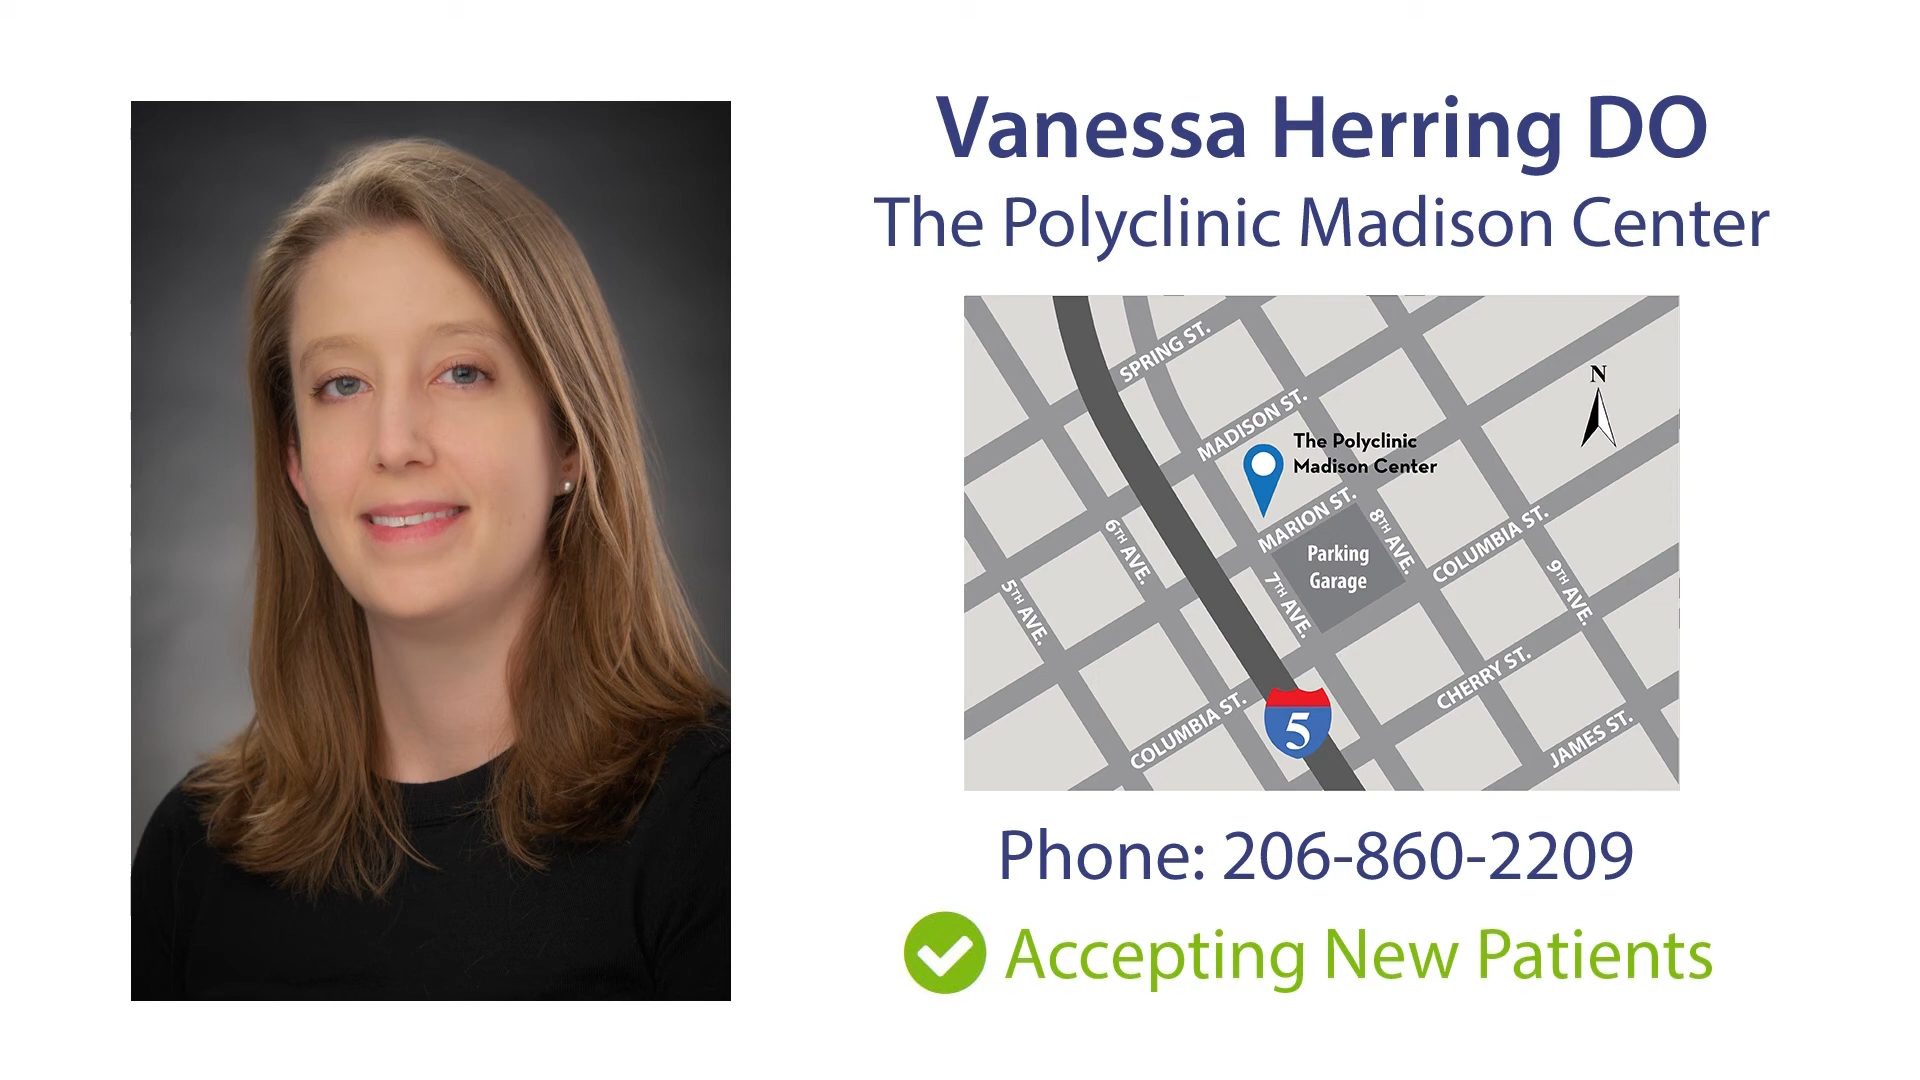 Vanessa Herring DO
The Polyclinic Madison Center
SPRING ST.
N
MADISON ST.
The Polyclinic
Madison Center
MARION ST.
8TH AVE.
6TH AVE.
COLUMBIA ST.
Parking
Garage
9TH AVE.
7TH AVE.
5TH AVE.
CHERRY ST.
COLUMBIA ST.
5
JAMES ST.
Phone: 206-860-2209
Accepting New Patients